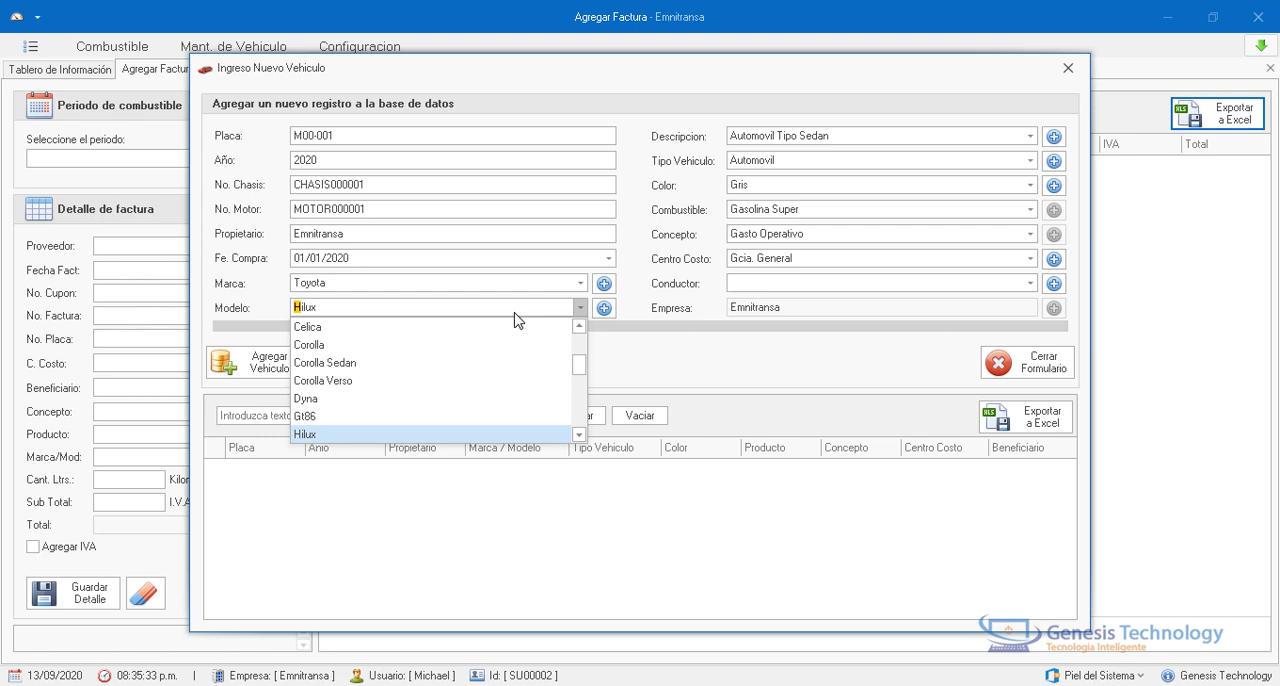 Agregar Factura - Emnitransa
Combustible Mant. de Vehiculo Configuracion
Tablero de Información Agregar Factur
Ingreso Nuevo Vehiculo
Periodo de combustible
Agregar un nuevo registro a la base de datos
Exportar
a Excel
Seleccione el periodo:
IVA Total
Placa: M00-001
Descripcion: Automovil Tipo Sedan
Año: 2020
Tipo Vehiculo: Automovil
No. Chasis: CHASIS000001
Color: Gris
No. Motor: MOTOR000001
Combustible: Gasolina Super
Propietario: Emnitransa
Concepto: Gasto Operativo
Fe. Compra: 01/01/2020
Centro Costo: Gcia. General
Marca: Toyota
Conductor:
Modelo: Hilux
Empresa: Emnitransa
Celica
Corolla
Corolla Sedan
Corolla Verso
Dyna
Gt86
Hilux
Agregar
Vehiculo
Cerrar
Formulario
Introduzca texto
ar
Vaciar
Exportar
a Excel
Placa Anio Propietario Marca / Modelo Tipo Vehiculo Color Producto Concepto Centro Costo Beneficiario
Detalle de factura
Proveedor:
Fecha Fact:
No. Cupon:
No. Factura:
No. Placa:
C. Costo:
Beneficiario:
Concepto:
Producto:
Marca/Mod:
Cant. Ltrs.: Kilor
Sub Total: I.V.A
Total:
Agregar IVA
Guardar
Detalle
Genesis Technology
Tecnologia Inteligente
13/09/2020 08:35:33 p.m. | Empresa: [ Emnitransa ] Usuario: [ Michael ] Id: [ SU00002 ] Piel del Sistema Genesis Technology